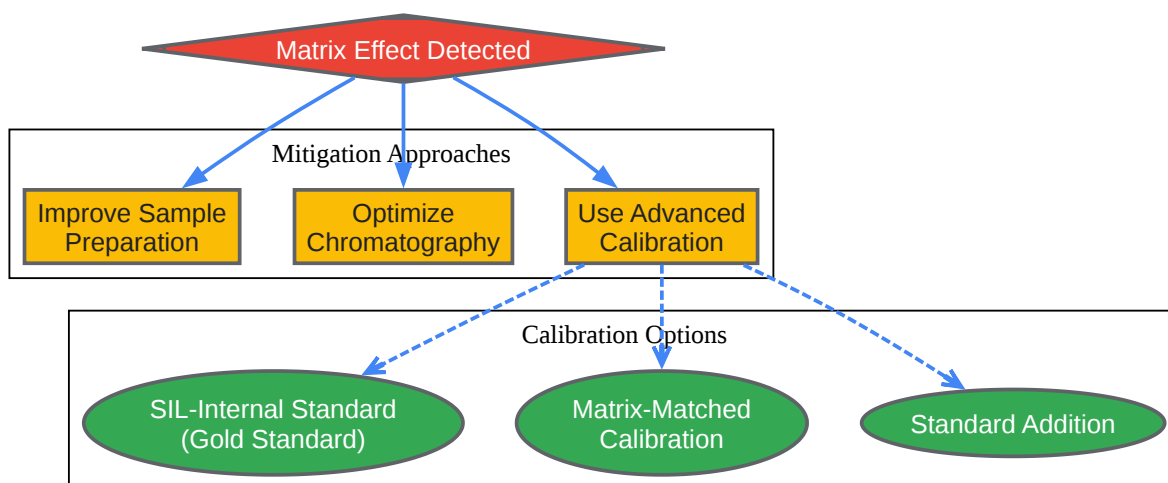 Matrix Effect Detected
Mitigation Approaches
Improve Sample
Preparation
Optimize
Chromatography
Use Advanced
Calibration
Calibration Options
SIL-Internal Standard
(Gold Standard)
Matrix-Matched
Calibration
Standard Addition